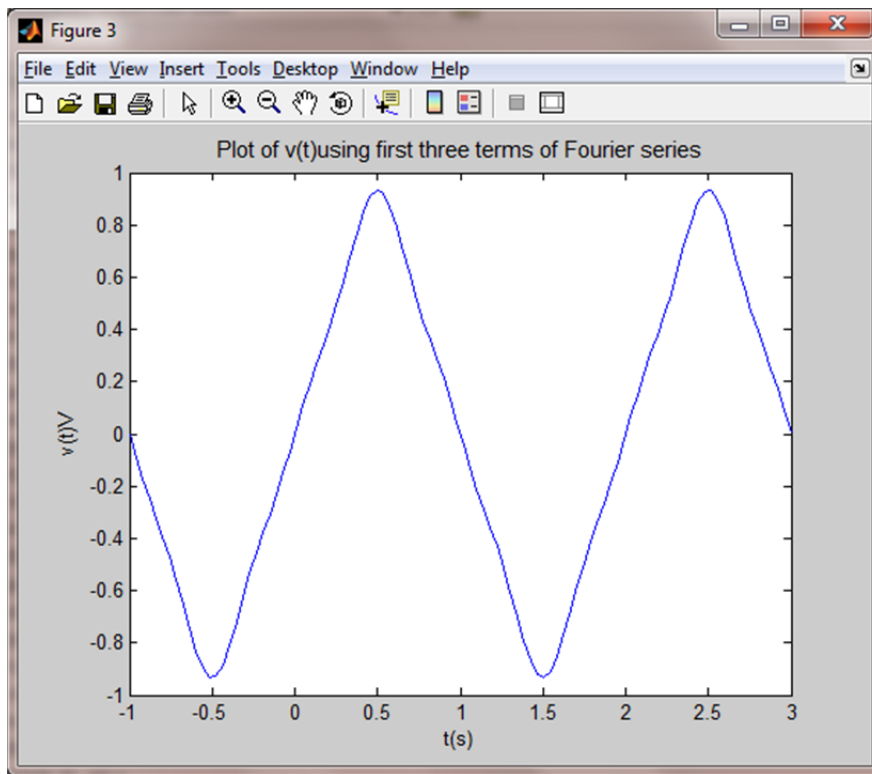 Figure 3
File Edit View Insert Tools Desktop Window Help
Plot of v(t)using first three terms of Fourier series
1
0.8
0.6
0.4
0.2
0
-0.2
-0.4
-0.6
-0.8
-1
v(t)V
-1 -0.5 0 0.5 1 1.5 2 2.5 3
t(s)